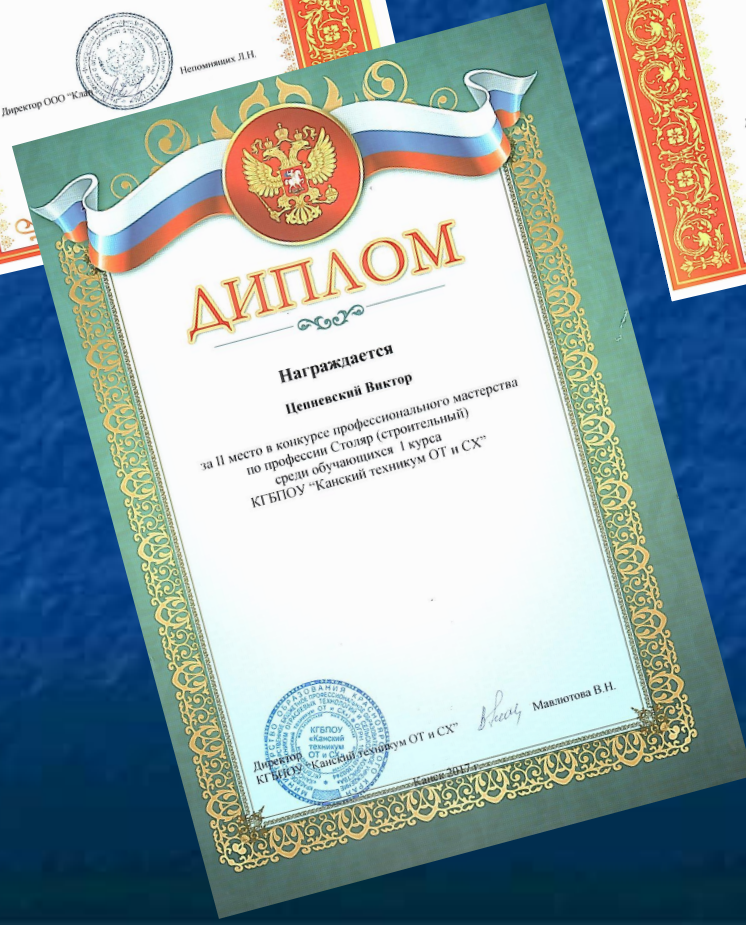 Директор ООО "Клаб
Непомнящих Л.Н.
ДИПЛОМ
Награждается
Цепневский Виктор
за II место в конкурсе профессионального мастерства
по профессии Столяр (строительный)
среди обучающихся 1 курса
КГБПОУ "Канский техникум ОТ и СХ"
КГБПОУ
«Канский
техникум
ОТ и СХ»
Директор
КГБПОУ "Канский техникум ОТ и СХ"
Мавлютова В.Н.
Канск 2017 г.